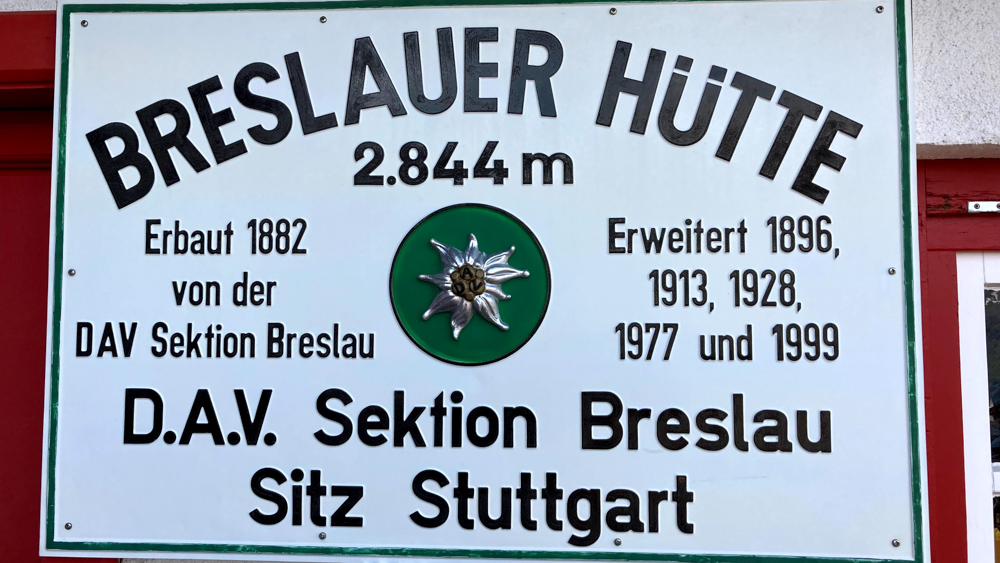 BRESLAUER HÜTTE
2.844 m
Erbaut 1882
von der
DAV Sektion Breslau
A
D V
Erweitert 1896,
1913, 1928,
1977 und 1999
D.A.V. Sektion Breslau
Sitz Stuttgart